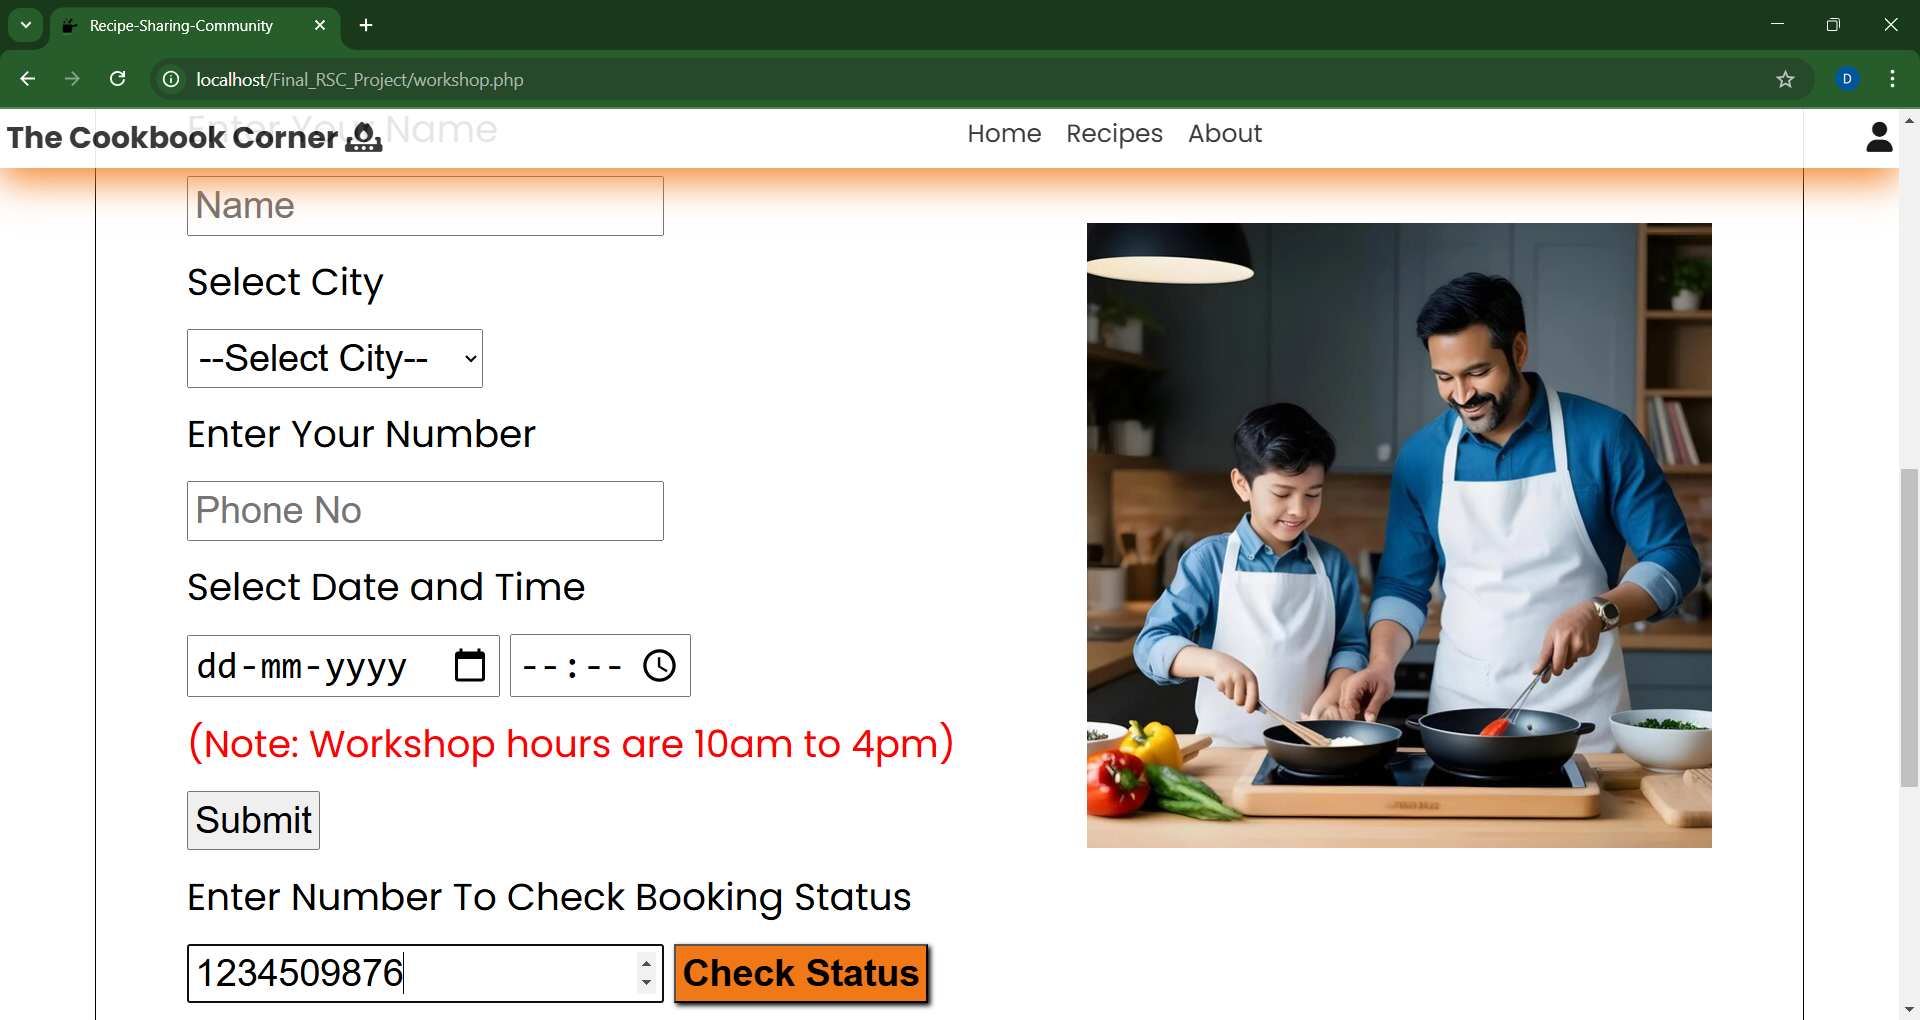 Recipe-Sharing-Community
localhost/Final_RSC_Project/workshop.php
D
The Cookbook Corner
Home Recipes About
Enter Your Name
Name
Select City
--Select City--
Enter Your Number
Phone No
Select Date and Time
dd-mm-yyyy --:--
(Note: Workshop hours are 10am to 4pm)
Submit
Enter Number To Check Booking Status
1234509876 Check Status